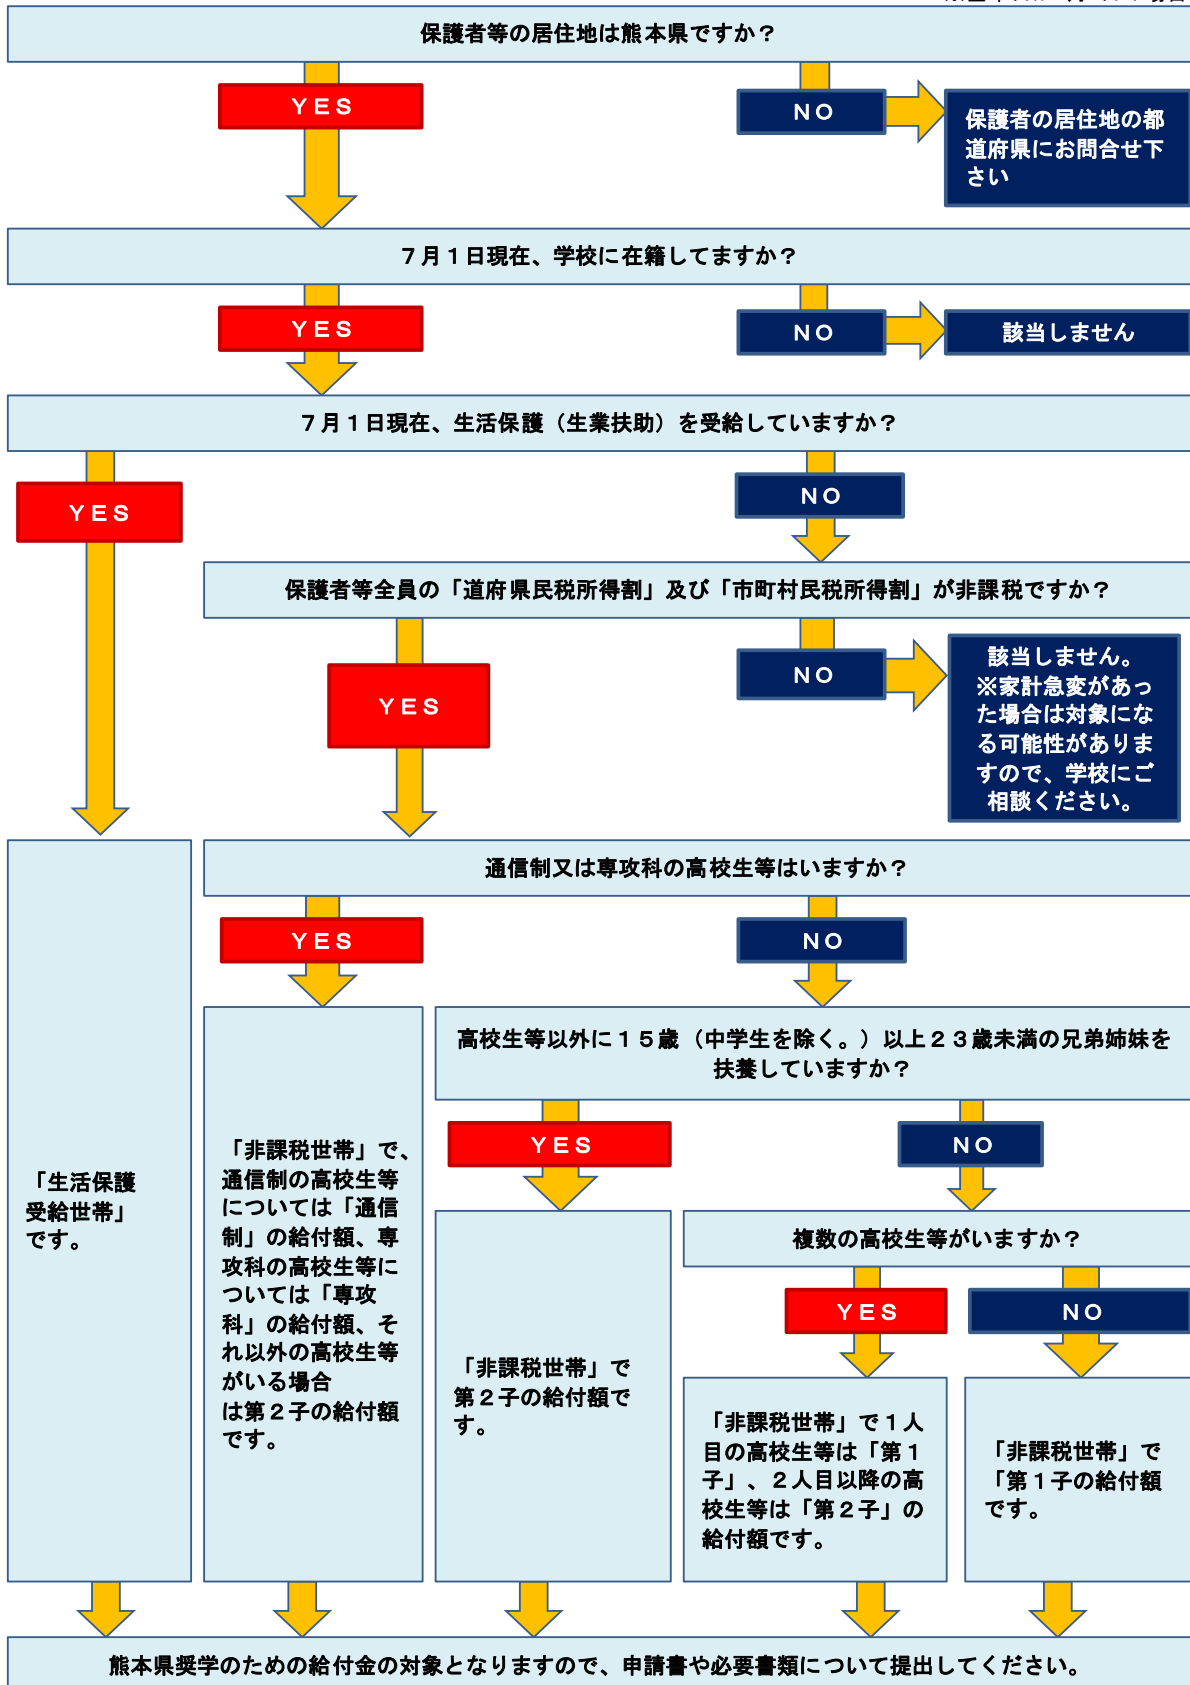 保護者等の居住地は熊本県ですか？
ＹＥＳ
ＮＯ
保護者の居住地の都
道府県にお問合せ下
さい
７月１日現在、学校に在籍してますか？
ＹＥＳ
ＮＯ
該当しません
７月１日現在、生活保護（生業扶助）を受給していますか？
ＹＥＳ
ＮＯ
保護者等全員の「道府県民税所得割」及び「市町村民税所得割」が非課税ですか？
ＹＥＳ
ＮＯ
該当しません。
※家計急変があっ
た場合は対象にな
る可能性がありま
すので、学校にご
相談ください。
通信制又は専攻科の高校生等はいますか？
ＹＥＳ
ＮＯ
高校生等以外に１５歳（中学生を除く。）以上２３歳未満の兄弟姉妹を
扶養していますか？
ＹＥＳ
ＮＯ
複数の高校生等がいますか？
ＹＥＳ
ＮＯ
「生活保護
受給世帯」
です。
「非課税世帯」で、
通信制の高校生等
については「通信
制」の給付額、専
攻科の高校生等に
ついては「専攻
科」の給付額、そ
れ以外の高校生等
がいる場合
は第２子の給付額
です。
「非課税世帯」で
第２子の給付額で
す。
「非課税世帯」で１人
目の高校生等は「第１
子」、２人目以降の高
校生等は「第２子」の
給付額です。
「非課税世帯」で
「第１子の給付額
です。
熊本県奨学のための給付金の対象となりますので、申請書や必要書類について提出してください。